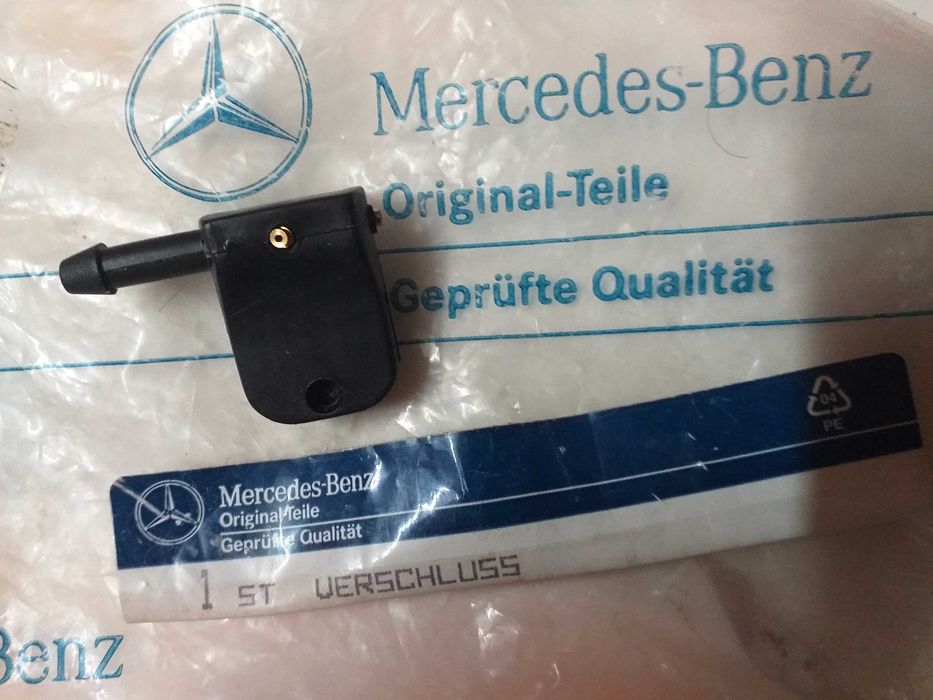 Mercedes-Benz
Original-Teile
Geprüfte Qualität
04
PE
Mercedes-Benz
Original-Teile
Geprüfte Qualität
1 ST VERSCHLUSS
Benz